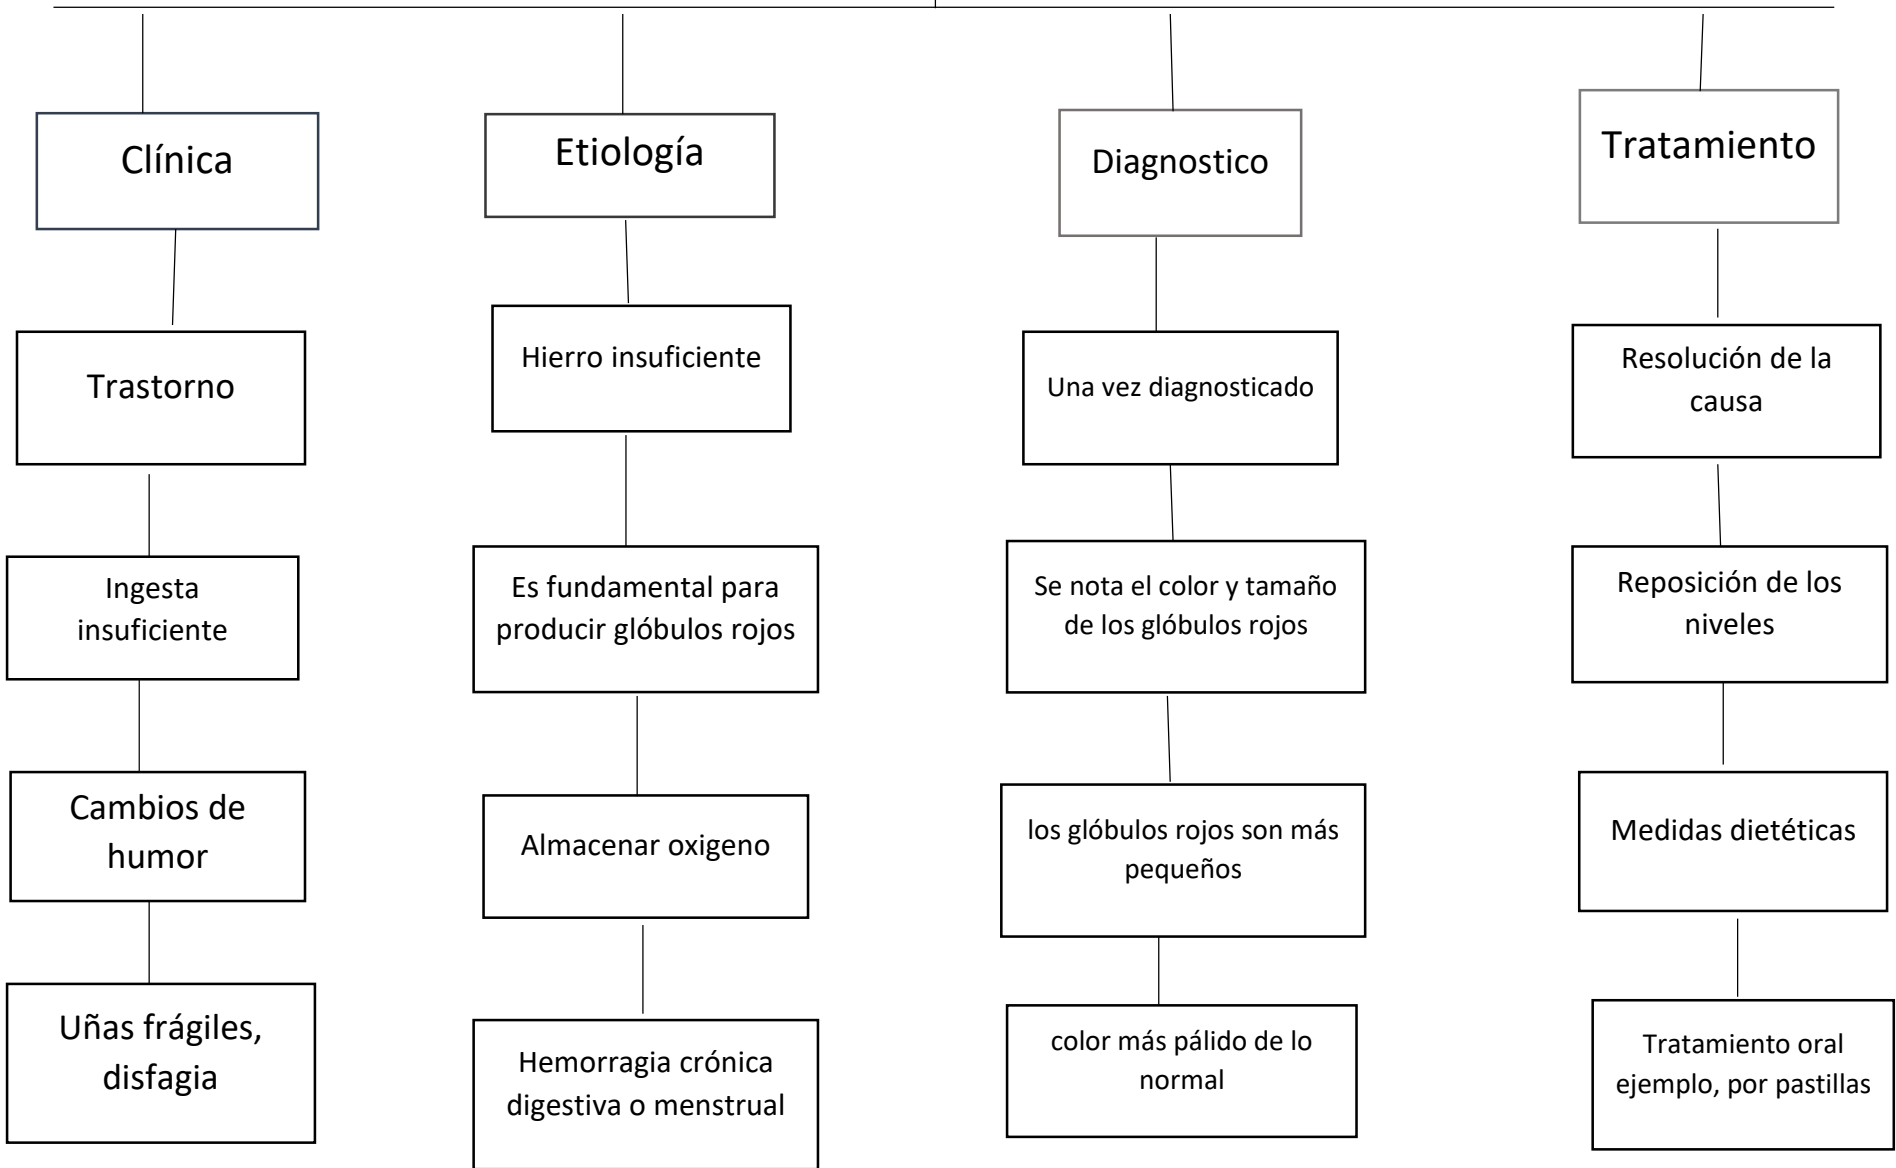 Clínica
Trastorno
Ingesta
insuficiente
Cambios de
humor
Uñas frágiles,
disfagia
Etiología
Hierro insuficiente
Es fundamental para
producir glóbulos rojos
Almacenar oxigeno
Hemorragia crónica
digestiva o menstrual
Diagnostico
Una vez diagnosticado
Se nota el color y tamaño
de los glóbulos rojos
los glóbulos rojos son más
pequeños
color más pálido de lo
normal
Tratamiento
Resolución de la
causa
Reposición de los
niveles
Medidas dietéticas
Tratamiento oral
ejemplo, por pastillas